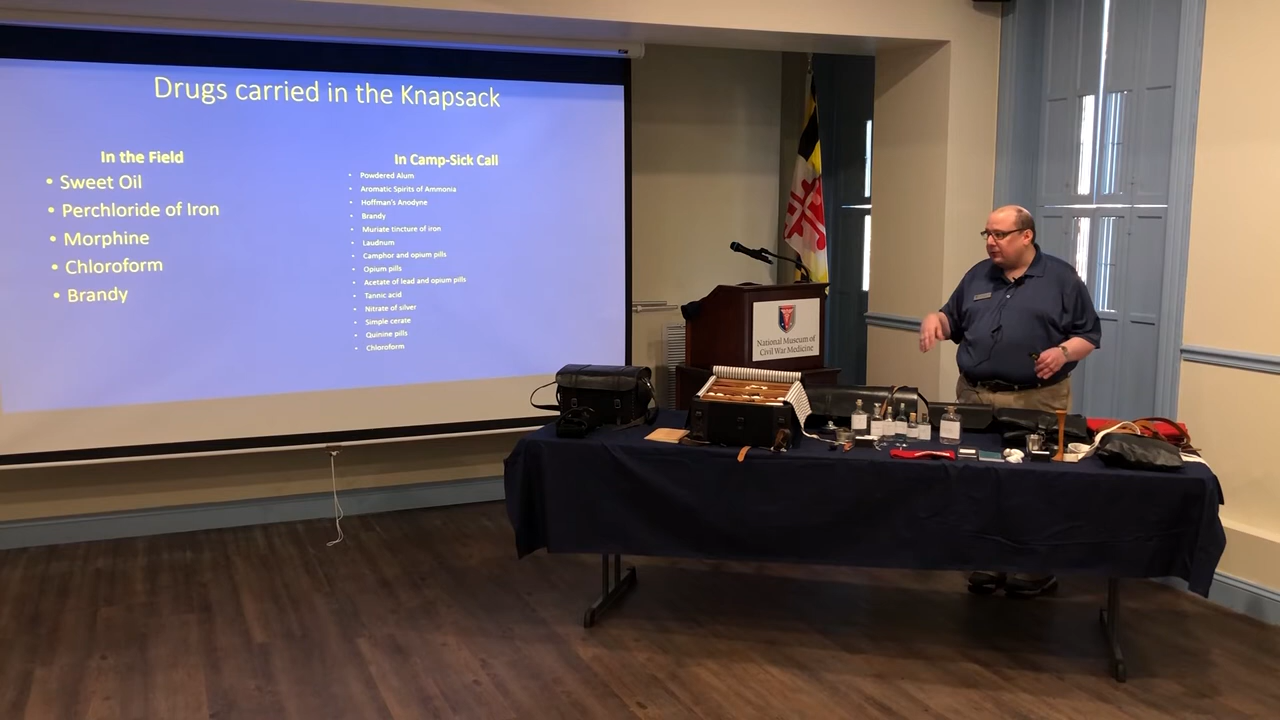 Drugs carried in the Knapsack
In the Field
• Sweet Oil
• Perchloride of Iron
• Morphine
• Chloroform
• Brandy
In Camp-Sick Call
• Powdered Alum
• Aromatic Spirits of Ammonia
• Hoffman's Anodyne
• Brandy
• Muriate tincture of iron
• Laudnum
• Camphor and opium pills
• Opium pills
• Acetate of lead and opium pills
• Tannic acid
• Nitrate of silver
• Simple cerate
• Quinine pills
• Chloroform
National Museum of
Civil War Medicine